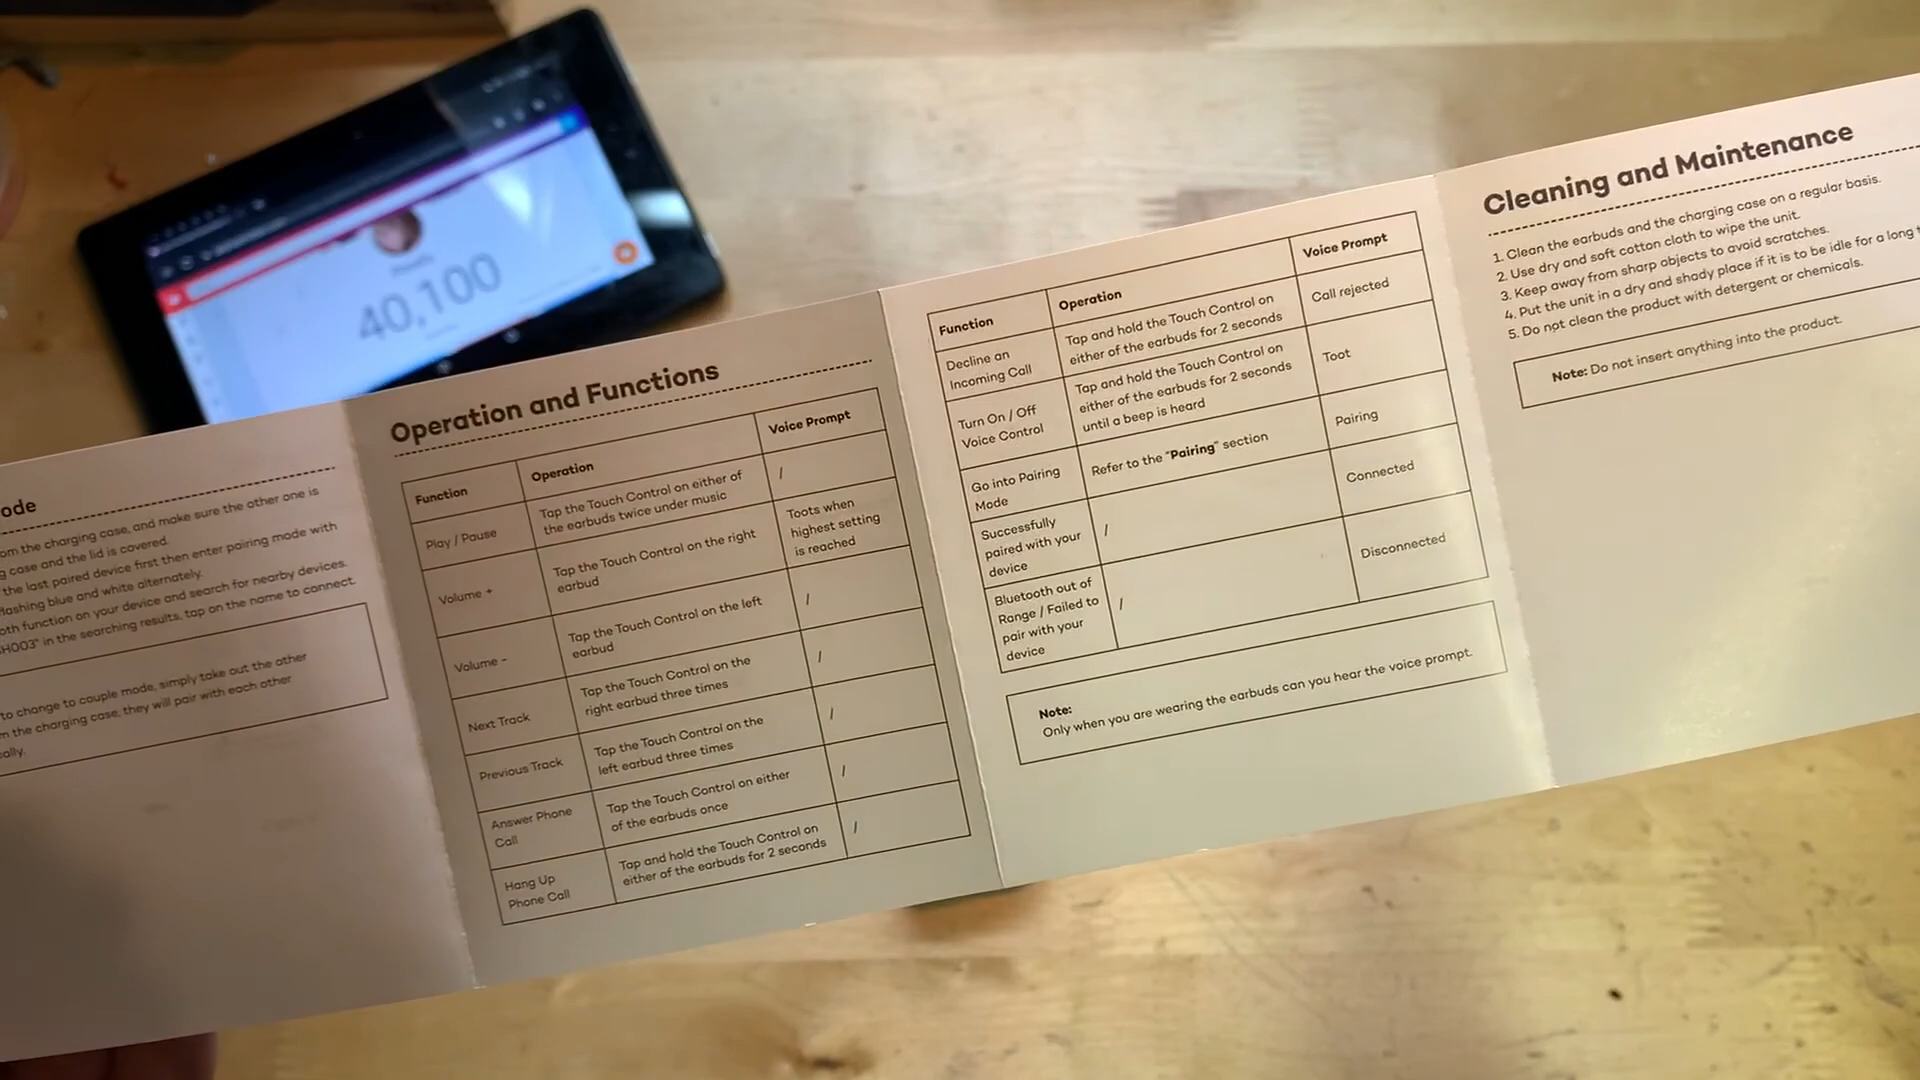 40,100
ode
om the charging case, and make sure the other one is
g case and the lid is covered.
the last paired device first then enter pairing mode with
lashing blue and white alternately.
oth function on your device and search for nearby devices.
H003" in the searching results, tap on the name to connect.
to change to couple mode, simply take out the other
m the charging case, they will pair with each other
cally.
Operation and Functions
Function
Operation
Voice Prompt
Play / Pause
Tap the Touch Control on either of
the earbuds twice under music
/
Volume +
Tap the Touch Control on the right
earbud
Toots when
highest setting
is reached
Volume -
Tap the Touch Control on the left
earbud
/
Next Track
Tap the Touch Control on the
right earbud three times
/
Previous Track
Tap the Touch Control on the
left earbud three times
/
Answer Phone
Call
Tap the Touch Control on either
of the earbuds once
/
Hang Up
Phone Call
Tap and hold the Touch Control on
either of the earbuds for 2 seconds
/
Function
Operation
Voice Prompt
Decline an
Incoming Call
Tap and hold the Touch Control on
either of the earbuds for 2 seconds
Call rejected
Turn On / Off
Voice Control
Tap and hold the Touch Control on
either of the earbuds for 2 seconds
until a beep is heard
Toot
Go into Pairing
Mode
Refer to the "Pairing" section
Pairing
Successfully
paired with your
device
/
Connected
Bluetooth out of
Range / Failed to
pair with your
device
/
Disconnected
Note:
Only when you are wearing the earbuds can you hear the voice prompt.
Cleaning and Maintenance
1. Clean the earbuds and the charging case on a regular basis.
2. Use dry and soft cotton cloth to wipe the unit.
3. Keep away from sharp objects to avoid scratches.
4. Put the unit in a dry and shady place if it is to be idle for a long t
5. Do not clean the product with detergent or chemicals.
Note: Do not insert anything into the product.